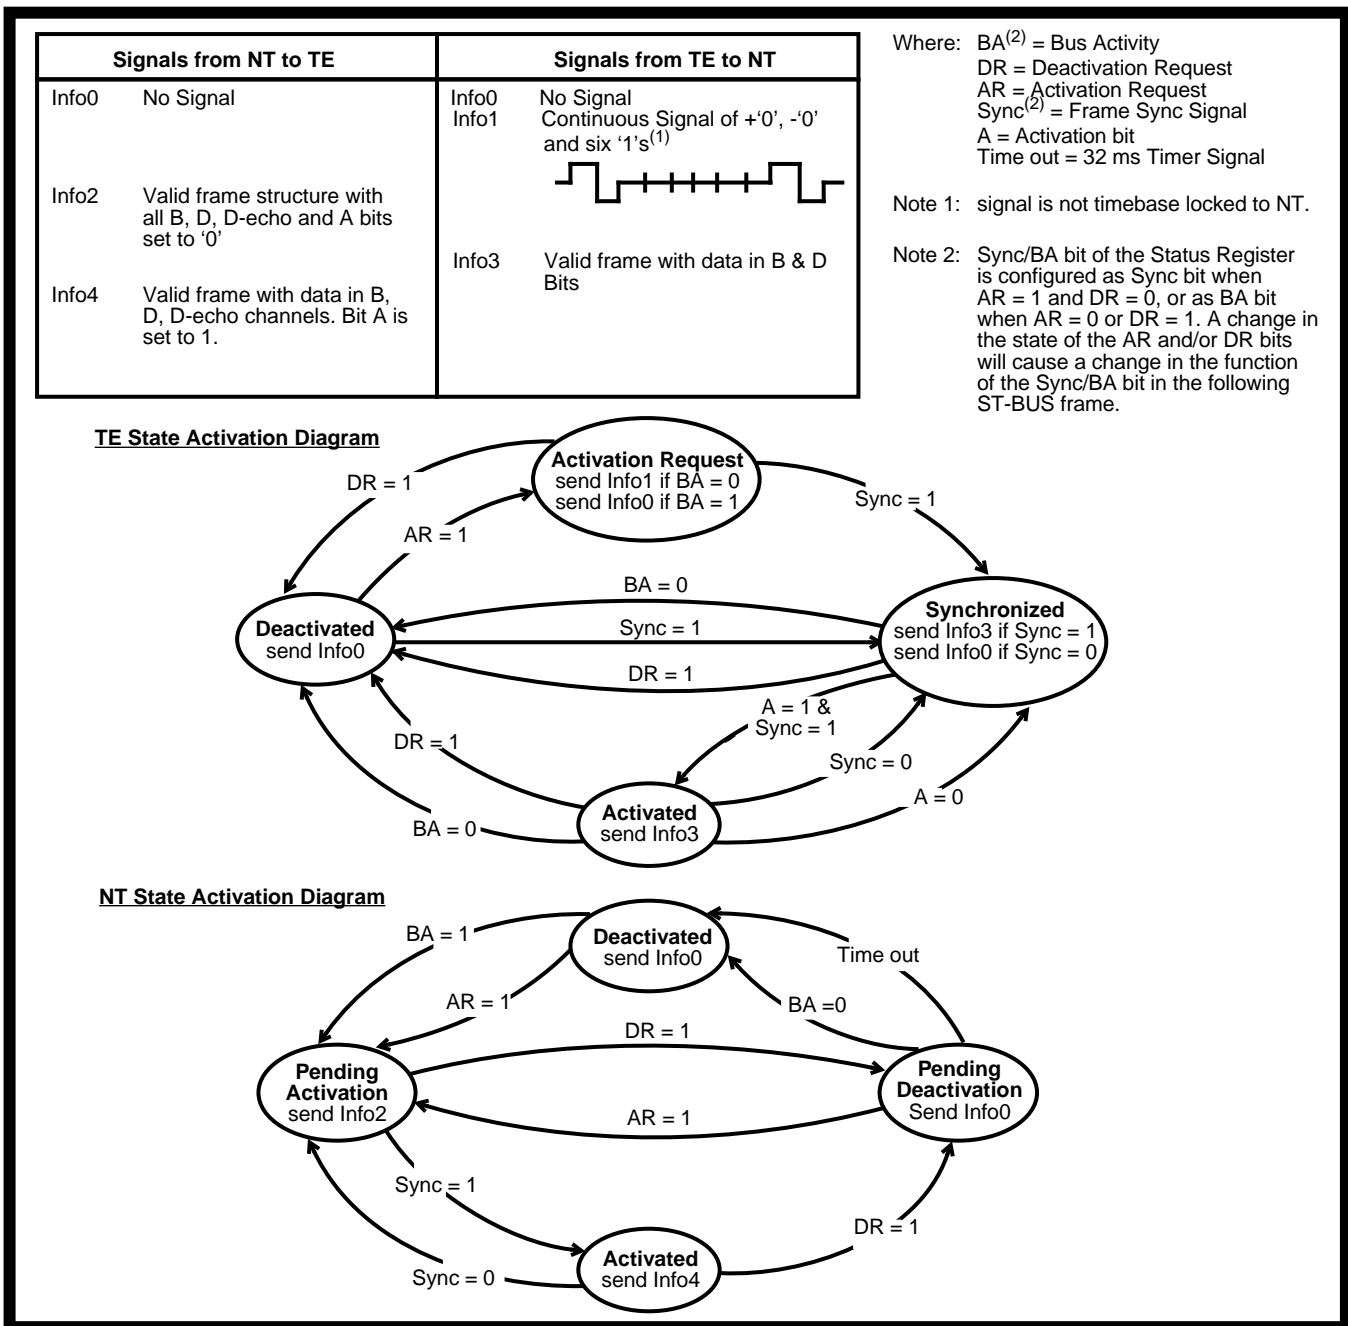 Signals from NT to TE
Signals from TE to NT
Info0 No Signal
Info2 Valid frame structure with
all B, D, D-echo and A bits
set to ‘0’
Info4 Valid frame with data in B,
D, D-echo channels. Bit A is
set to 1.
Info0 No Signal
Info1 Continuous Signal of +‘0’, -‘0’
and six ‘1’s(1)
Info3 Valid frame with data in B & D
Bits
Where: BA(2) = Bus Activity
DR = Deactivation Request
AR = Activation Request
Sync(2) = Frame Sync Signal
A = Activation bit
Time out = 32 ms Timer Signal
Note 1: signal is not timebase locked to NT.
Note 2: Sync/BA bit of the Status Register
is configured as Sync bit when
AR = 1 and DR = 0, or as BA bit
when AR = 0 or DR = 1. A change in
the state of the AR and/or DR bits
will cause a change in the function
of the Sync/BA bit in the following
ST-BUS frame.
TE State Activation Diagram
Activation Request
send Info1 if BA = 0
send Info0 if BA = 1
DR = 1
Sync = 1
AR = 1
BA = 0
Deactivated
send Info0
Sync = 1
Synchronized
send Info3 if Sync = 1
send Info0 if Sync = 0
DR = 1
A = 1 &
Sync = 1
DR = 1
Sync = 0
A = 0
BA = 0
Activated
send Info3
NT State Activation Diagram
BA = 1
Deactivated
send Info0
Time out
AR = 1
BA =0
DR = 1
Pending
Activation
send Info2
Pending
Deactivation
Send Info0
AR = 1
Sync = 1
DR = 1
Sync = 0
Activated
send Info4